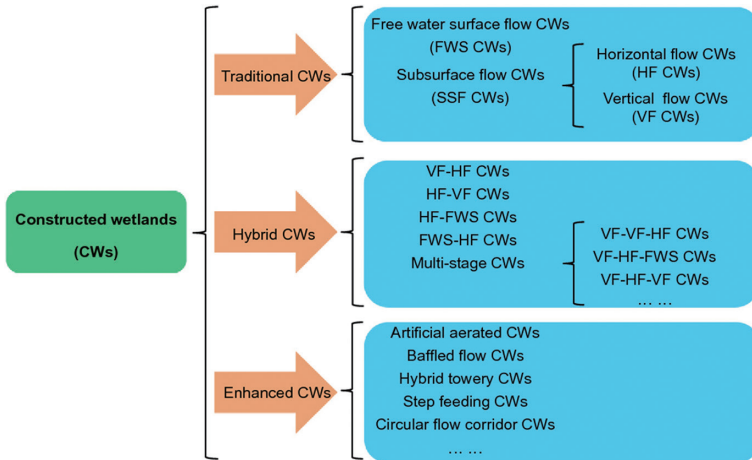 Constructed wetlands
(CWs)
Traditional CWs
Free water surface flow CWs
(FWS CWs)
Subsurface flow CWs
(SSF CWs)
Horizontal flow CWs
(HF CWs)
Vertical flow CWs
(VF CWs)
Hybrid CWs
VF-HF CWs
HF-VF CWs
HF-FWS CWs
FWS-HF CWs
Multi-stage CWs
VF-VF-HF CWs
VF-HF-FWS CWs
VF-HF-VF CWs
... ...
Enhanced CWs
Artificial aerated CWs
Baffled flow CWs
Hybrid towery CWs
Step feeding CWs
Circular flow corridor CWs
... ...